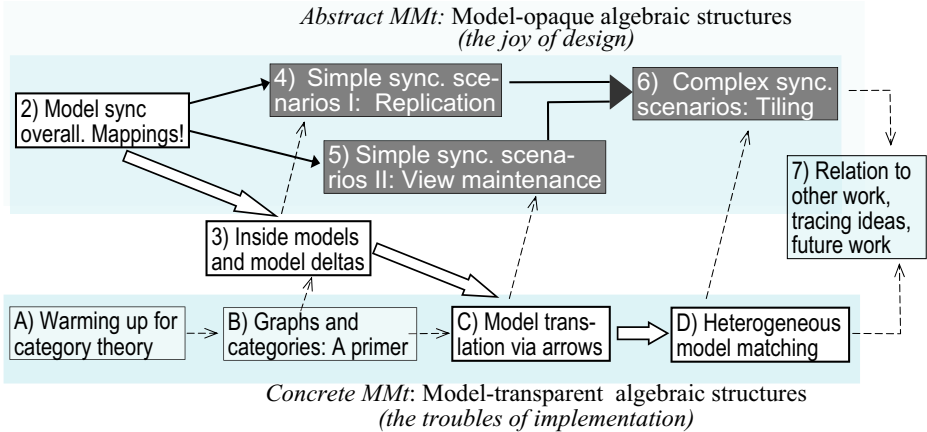 Abstract MMt: Model-opaque algebraic structures
(the joy of design)
2) Model sync
overall. Mappings!
4) Simple sync. sce-
narios I: Replication
6) Complex sync.
scenarios: Tiling
5) Simple sync. scena-
rios II: View maintenance
7) Relation to
other work,
tracing ideas,
future work
3) Inside models
and model deltas
A) Warming up for
category theory
B) Graphs and
categories: A primer
C) Model trans-
lation via arrows
D) Heterogeneous
model matching
Concrete MMt: Model-transparent algebraic structures
(the troubles of implementation)